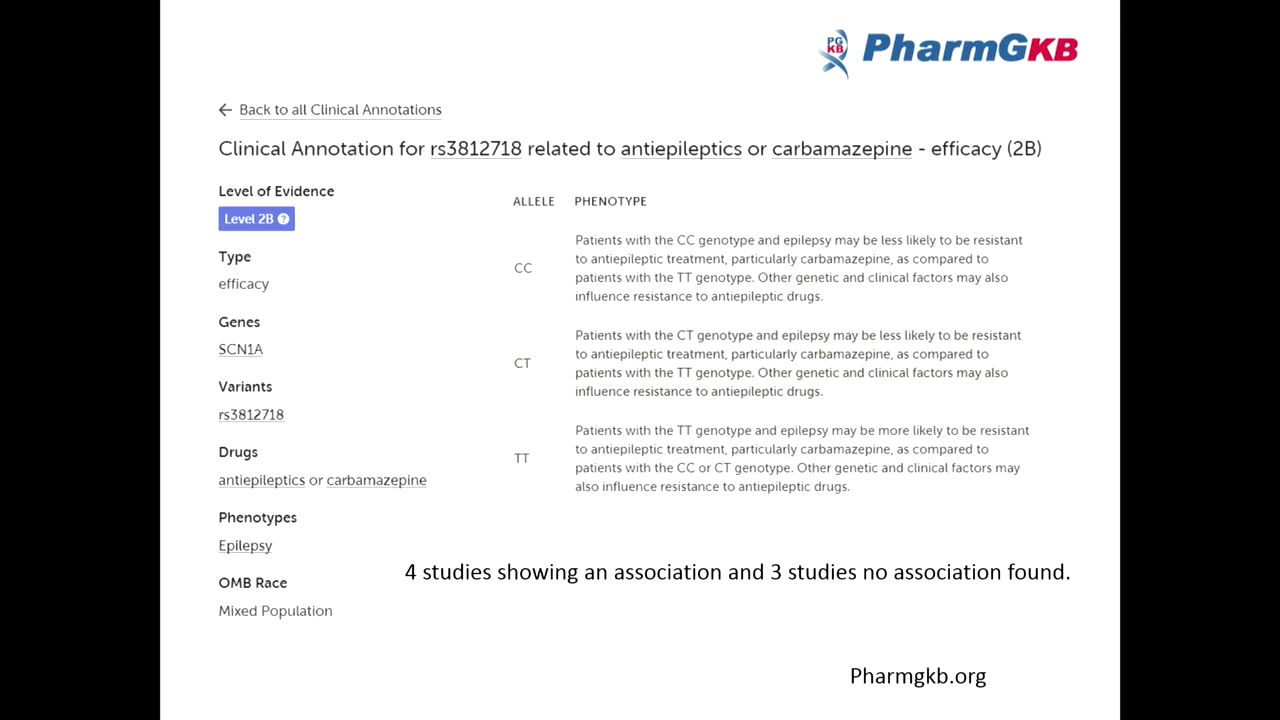 PG
KB
PharmGKB
← Back to all Clinical Annotations
Clinical Annotation for rs3812718 related to antiepileptics or carbamazepine - efficacy (2B)
Level of Evidence
Level 2B ?
Type
efficacy
Genes
SCN1A
Variants
rs3812718
Drugs
antiepileptics or carbamazepine
Phenotypes
Epilepsy
OMB Race
Mixed Population
ALLELE PHENOTYPE
CC
Patients with the CC genotype and epilepsy may be less likely to be resistant
to antiepileptic treatment, particularly carbamazepine, as compared to
patients with the TT genotype. Other genetic and clinical factors may also
influence resistance to antiepileptic drugs.
CT
Patients with the CT genotype and epilepsy may be less likely to be resistant
to antiepileptic treatment, particularly carbamazepine, as compared to
patients with the TT genotype. Other genetic and clinical factors may also
influence resistance to antiepileptic drugs.
TT
Patients with the TT genotype and epilepsy may be more likely to be resistant
to antiepileptic treatment, particularly carbamazepine, as compared to
patients with the CC or CT genotype. Other genetic and clinical factors may
also influence resistance to antiepileptic drugs.
4 studies showing an association and 3 studies no association found.
Pharmgkb.org